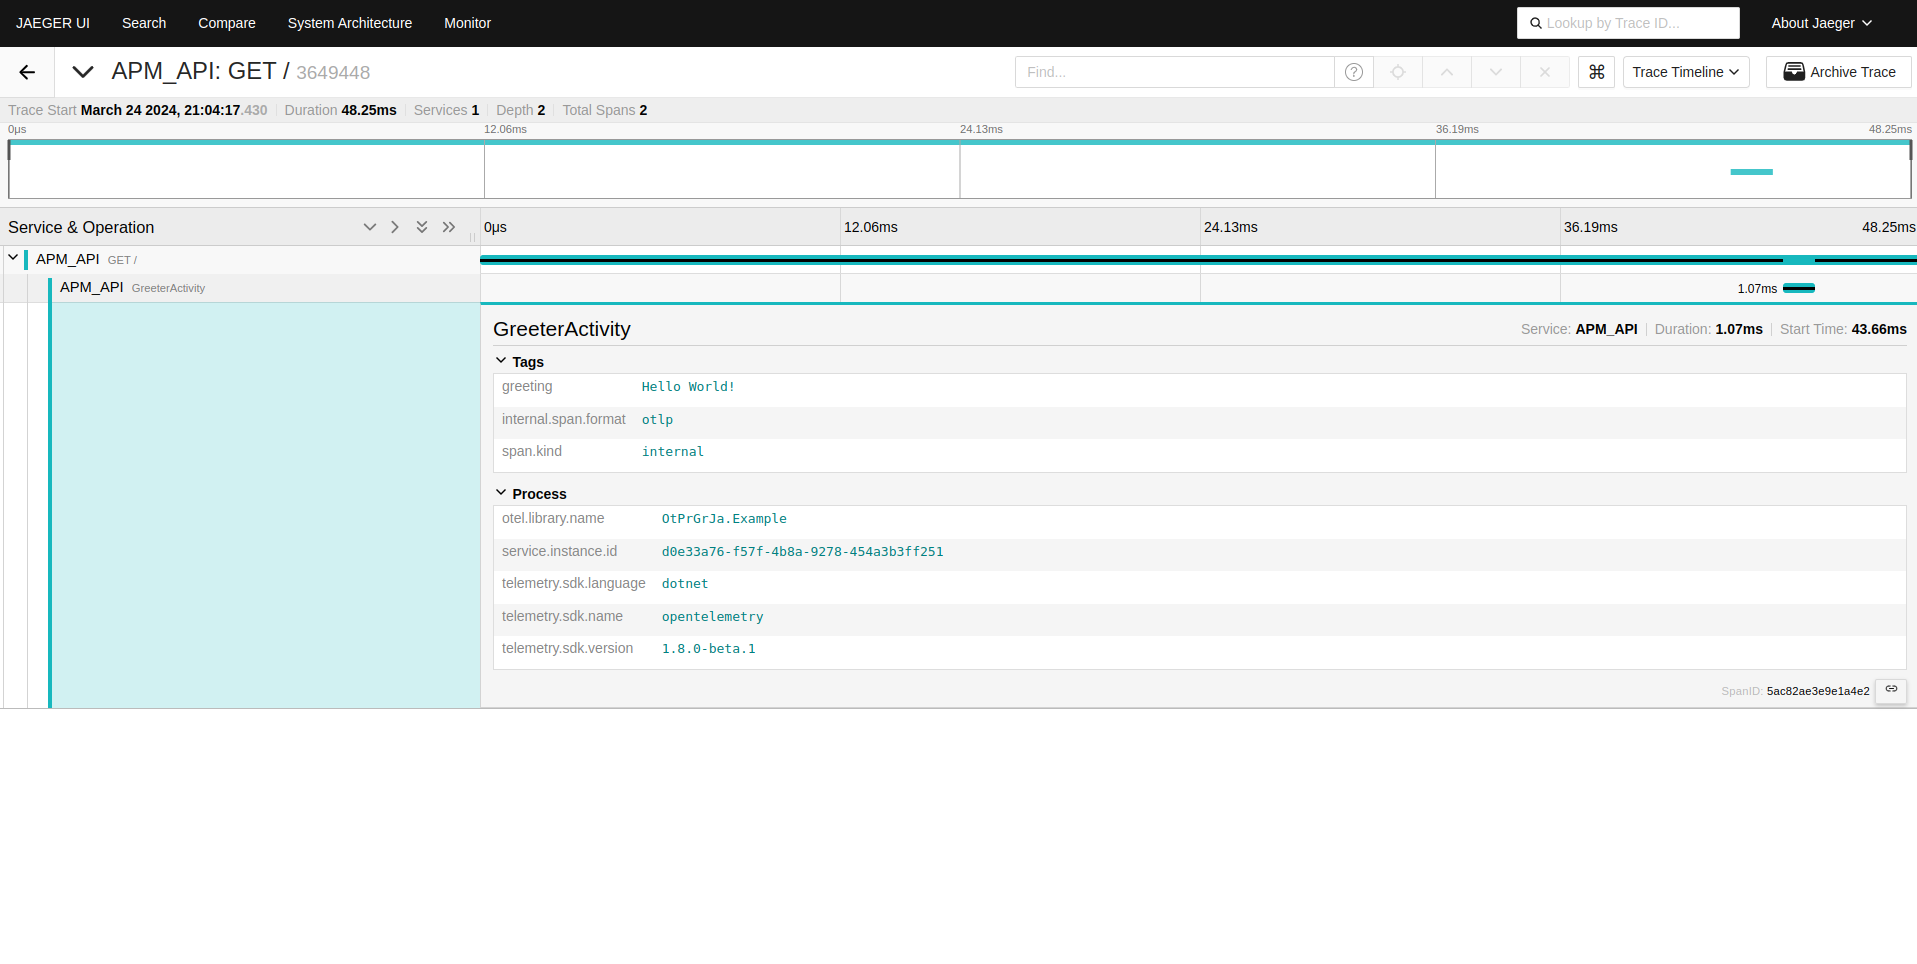 JAEGER UI Search Compare System Architecture Monitor Lookup by Trace ID... About Jaeger
APM_API: GET / 3649448 Find... ? ⌘ Trace Timeline Archive Trace
Trace Start March 24 2024, 21:04:17.430 Duration 48.25ms Services 1 Depth 2 Total Spans 2
0μs 12.06ms 24.13ms 36.19ms 48.25ms
Service & Operation 0μs 12.06ms 24.13ms 36.19ms 48.25ms
APM_API GET /
APM_API GreeterActivity 1.07ms
GreeterActivity Service: APM_API Duration: 1.07ms Start Time: 43.66ms
Tags
greeting Hello World!
internal.span.format otlp
span.kind internal
Process
otel.library.name OtPrGrJa.Example
service.instance.id d0e33a76-f57f-4b8a-9278-454a3b3ff251
telemetry.sdk.language dotnet
telemetry.sdk.name opentelemetry
telemetry.sdk.version 1.8.0-beta.1
SpanID: 5ac82ae3e9e1a4e2